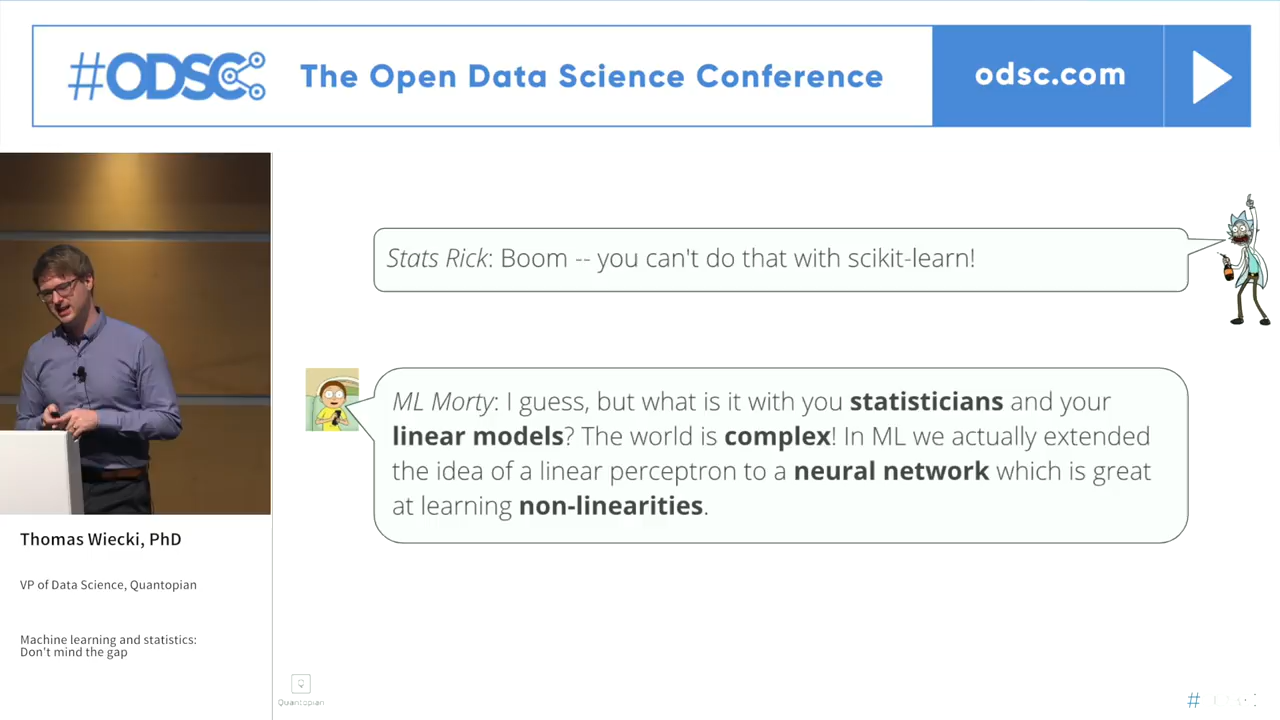 #ODSC
The Open Data Science Conference
odsc.com
Stats Rick: Boom -- you can't do that with scikit-learn!
ML Morty: I guess, but what is it with you statisticians and your
linear models? The world is complex! In ML we actually extended
the idea of a linear perceptron to a neural network which is great
at learning non-linearities.
Thomas Wiecki, PhD
VP of Data Science, Quantopian
Machine learning and statistics:
Don't mind the gap
Quantopian
#